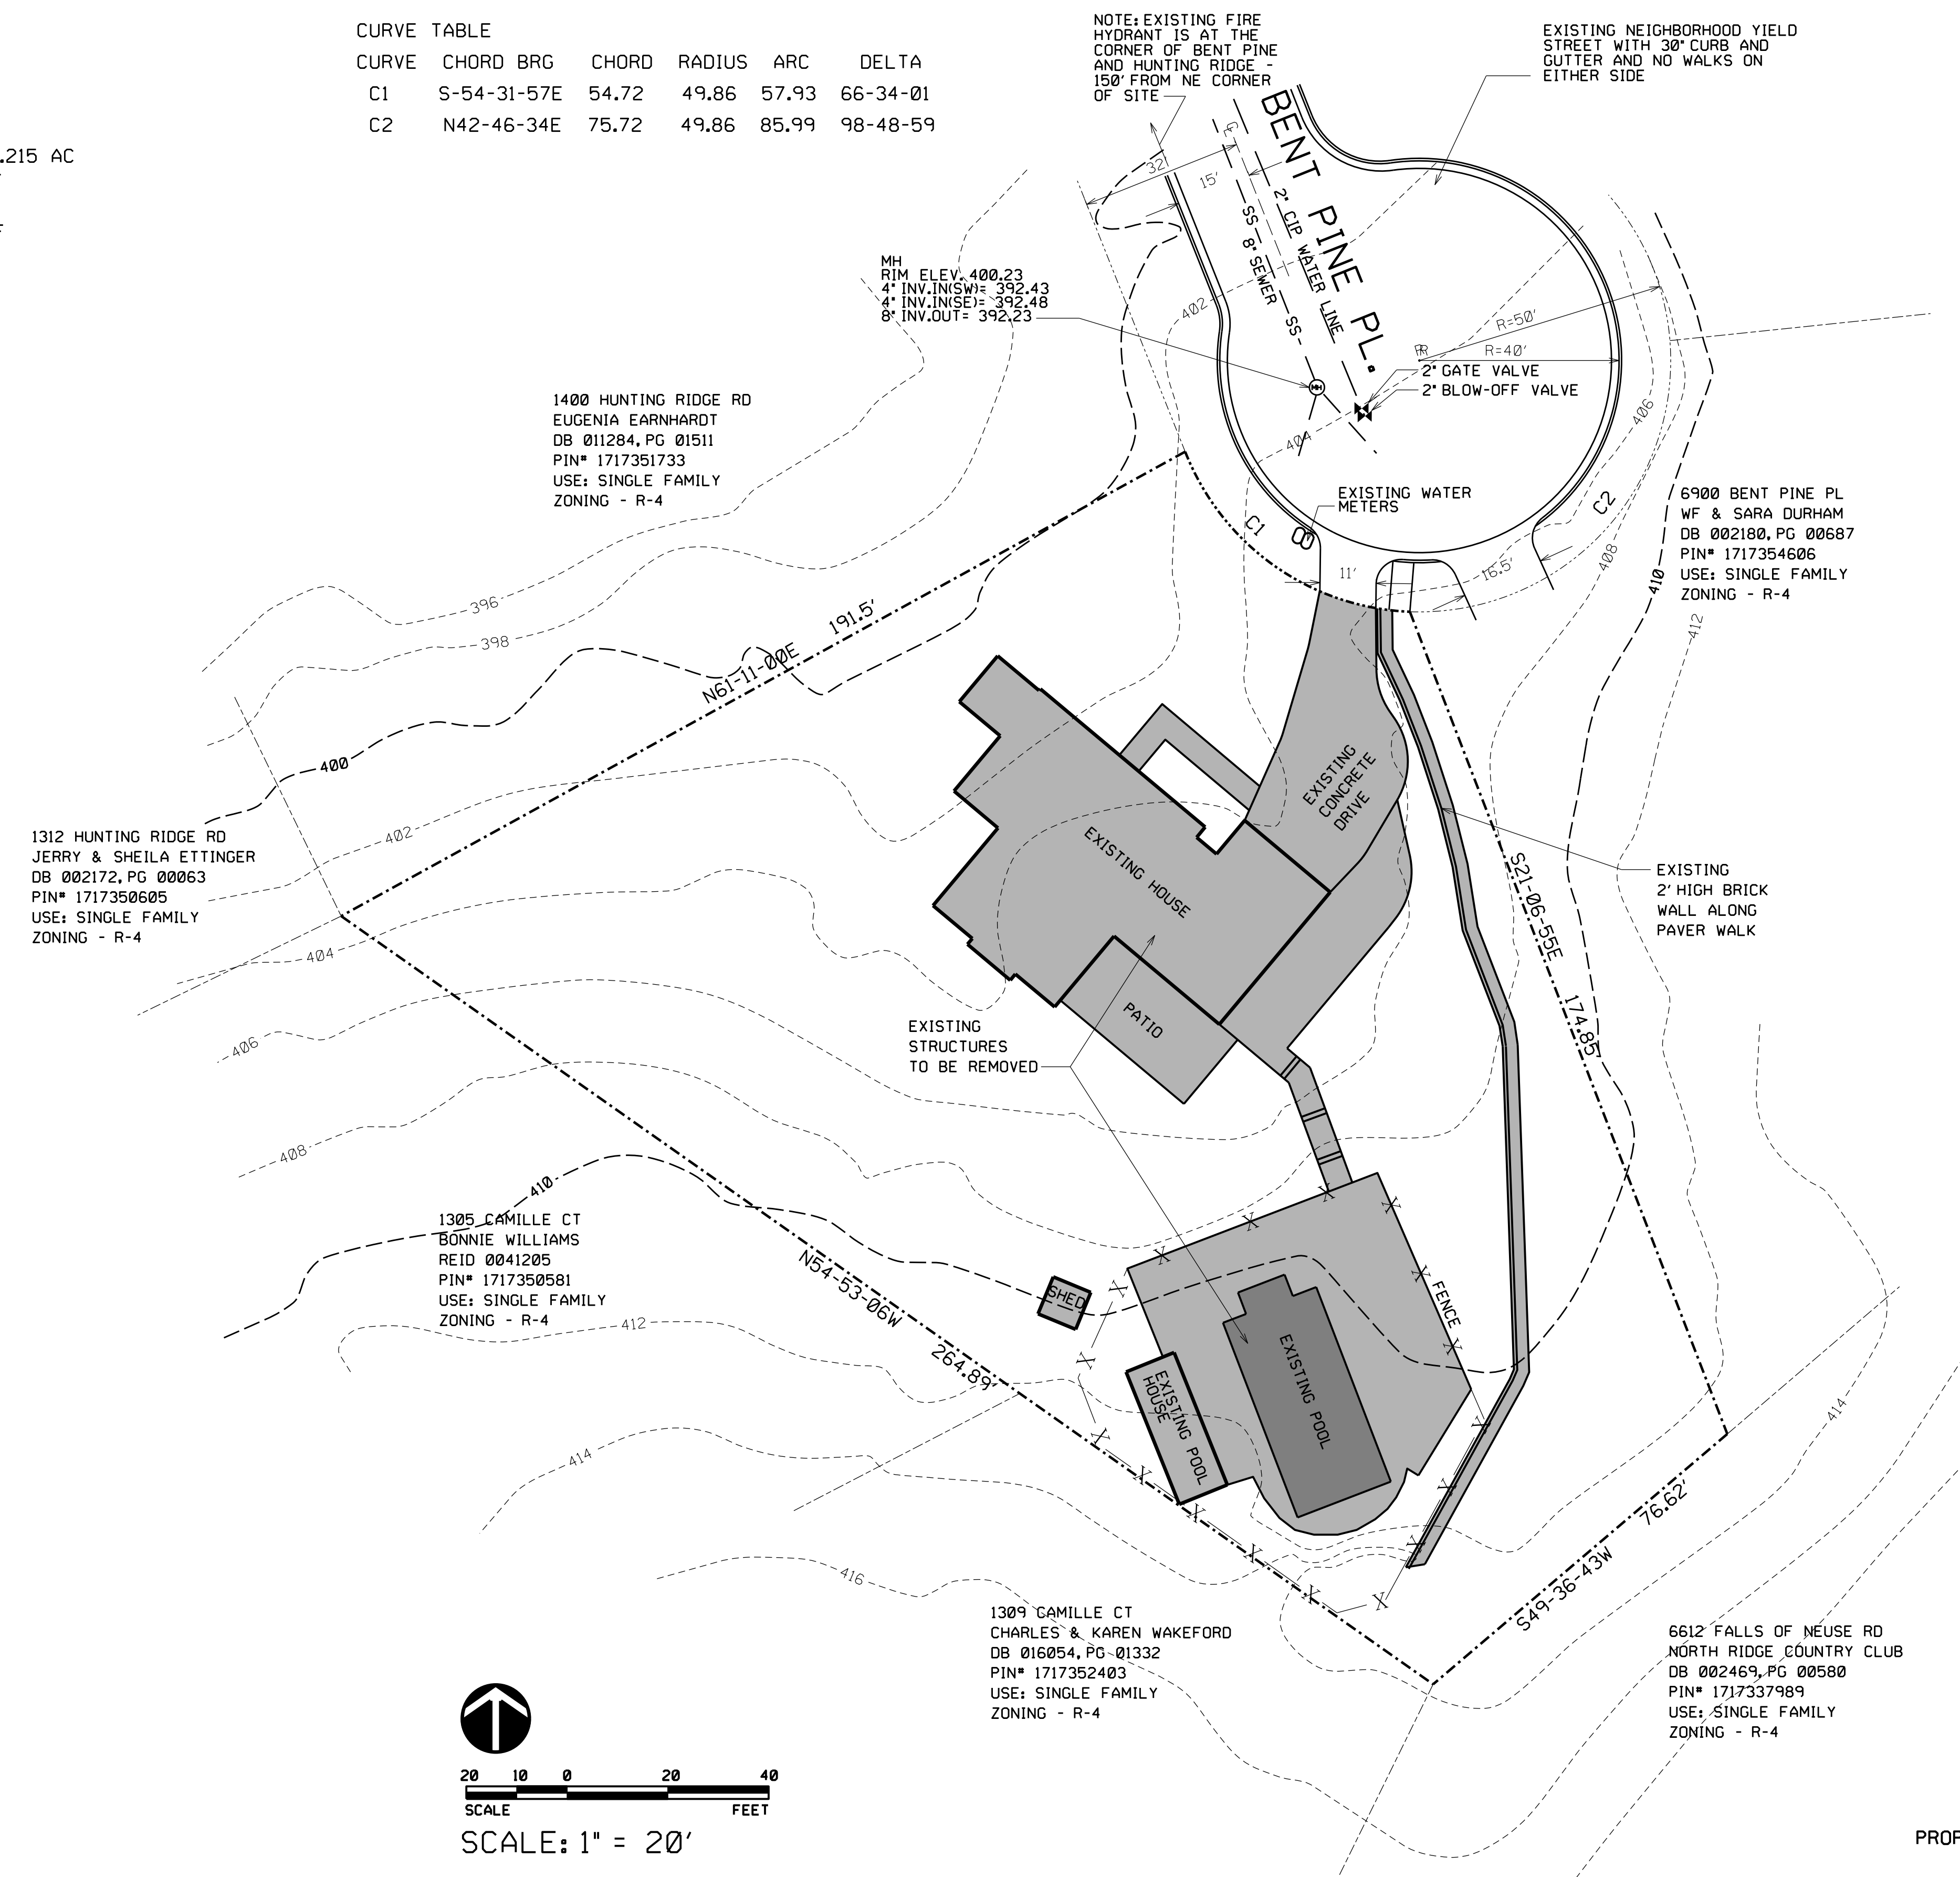 CURVE TABLE
CURVE CHORD BRG CHORD RADIUS ARC DELTA
C1 S-54-31-57E 54.72 49.86 57.93 66-34-01
C2 N42-46-34E 75.72 49.86 85.99 98-48-59
.215 AC
NOTE: EXISTING FIRE
HYDRANT IS AT THE
CORNER OF BENT PINE
AND HUNTING RIDGE -
150' FROM NE CORNER
OF SITE
EXISTING NEIGHBORHOOD YIELD
STREET WITH 30" CURB AND
GUTTER AND NO WALKS ON
EITHER SIDE
BENT PINE PL.
32'
15'
2" CIP WATER LINE
SS 8" SEWER SS
MH
RIM ELEV. 400.23
4" INV.IN(SW)= 392.43
4" INV.IN(SE)= 392.48
8" INV.OUT= 392.23
402
404
MH
R=50'
R=40'
2" GATE VALVE
2" BLOW-OFF VALVE
406
408
410
412
C2
C1
EXISTING WATER
METERS
11'
16.5'
1400 HUNTING RIDGE RD
EUGENIA EARNHARDT
DB 011284, PG 01511
PIN# 1717351733
USE: SINGLE FAMILY
ZONING - R-4
6900 BENT PINE PL
WF & SARA DURHAM
DB 002180, PG 00687
PIN# 1717354606
USE: SINGLE FAMILY
ZONING - R-4
396
398
N61-11-00E 191.5'
400
402
404
406
408
410
1312 HUNTING RIDGE RD
JERRY & SHEILA ETTINGER
DB 002172, PG 00063
PIN# 1717350605
USE: SINGLE FAMILY
ZONING - R-4
EXISTING
CONCRETE
DRIVE
EXISTING HOUSE
PATIO
EXISTING
2' HIGH BRICK
WALL ALONG
PAVER WALK
S21-06-55E 174.85'
EXISTING
STRUCTURES
TO BE REMOVED
1305 CAMILLE CT
BONNIE WILLIAMS
REID 0041205
PIN# 1717350581
USE: SINGLE FAMILY
ZONING - R-4
N54-53-06W 264.89'
SHED
X X X X X X X X X X X X X X X X X X X
FENCE
EXISTING POOL
HOUSE
EXISTING POOL
412
414
416
414
76.62'
S49-36-43W
1309 CAMILLE CT
CHARLES & KAREN WAKEFORD
DB 016054, PG 01332
PIN# 1717352403
USE: SINGLE FAMILY
ZONING - R-4
6612 FALLS OF NEUSE RD
NORTH RIDGE COUNTRY CLUB
DB 002469, PG 00580
PIN# 1717337989
USE: SINGLE FAMILY
ZONING - R-4
20 10 0 20 40
SCALE FEET
SCALE: 1" = 20'
PROP